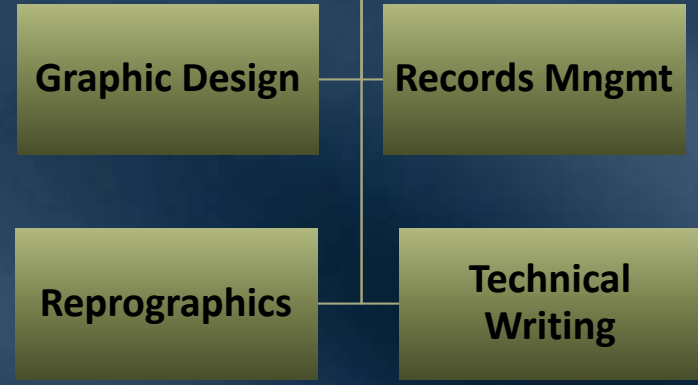 Graphic Design
Records Mngmt
Reprographics
Technical
Writing